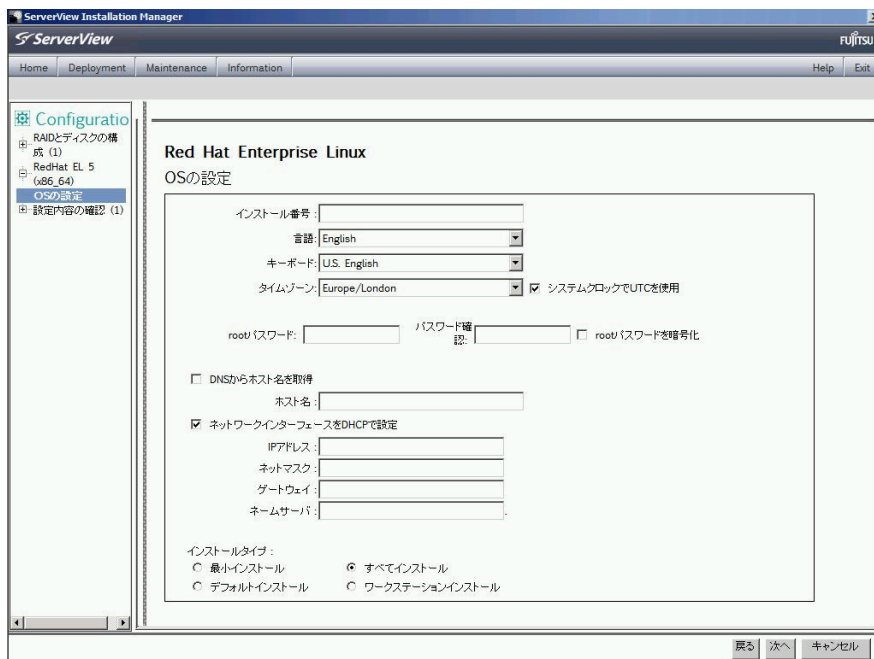 ServerView Installation Manager
ServerView
FUJITSU
Home Deployment Maintenance Information Help Exit
Configuratio
RAIDとディスクの構
成 (1)
RedHat EL 5
(x86_64)
OSの設定
設定内容の確認 (1)
Red Hat Enterprise Linux
OSの設定
インストール番号 :
言語: English
キーボード: U.S. English
タイムゾーン: Europe/London システムクロックでUTCを使用
rootパスワード: パスワード確
認: rootパスワードを暗号化
DNSからホスト名を取得
ホスト名 :
ネットワークインターフェースをDHCPで設定
IPアドレス :
ネットマスク :
ゲートウェイ :
ネームサーバ : .
インストールタイプ :
最小インストール すべてインストール
デフォルトインストール ワークステーションインストール
戻る 次へ キャンセル